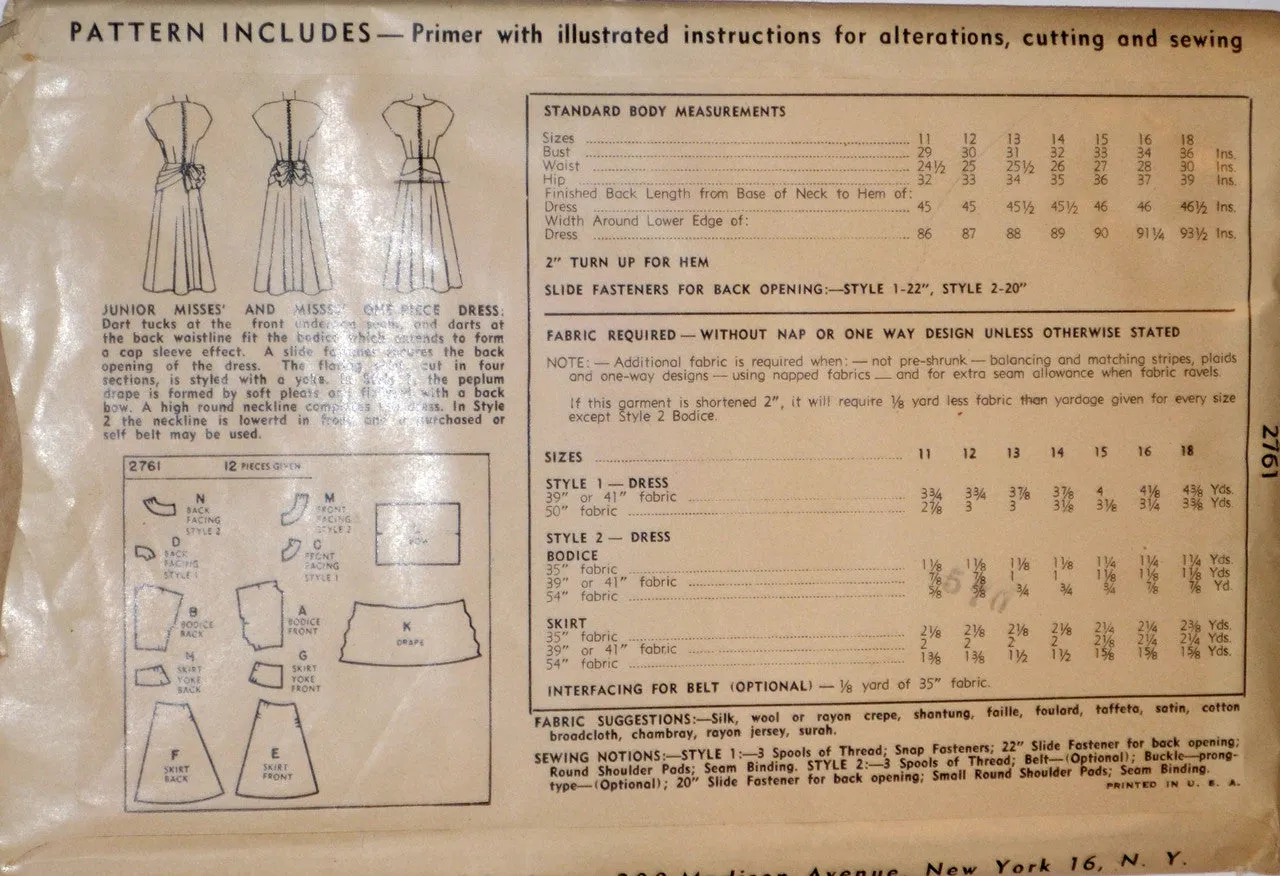 PATTERN INCLUDES — Primer with illustrated instructions for alterations, cutting and sewing
JUNIOR MISSES' AND ONE PIECE DRESS:
Dart tucks at the front and darts at
the back waistline fit the bodice which extends to form
a cap sleeve effect. A slide the back
opening of the dress. The cut in four
sections, is styled with a yoke. the peplum
drape is formed by soft pleats with a back
bow. A high round neckline In Style
2 the neckline is lowertd in purchased or
self belt may be used.
2761 12 PIECES GIVEN
N BACK FACING STYLE 2
M FRONT FACING STYLE 2
BOW
D BACK FACING STYLE 1
C FRONT FACING STYLE 1
B BODICE BACK
A BODICE FRONT
K DRAPE
SKIRT YOKE BACK
G SKIRT YOKE FRONT
F SKIRT BACK
E SKIRT FRONT
STANDARD BODY MEASUREMENTS
Sizes 11 12 13 14 15 16 18
Bust 29 30 31 32 33 34 36 Ins.
Waist 24½ 25 25½ 26 27 28 30 Ins.
Hip 32 33 34 35 36 37 39 Ins.
Finished Back Length from Base of Neck to Hem of:
Dress 45 45 45½ 45½ 46 46 46½ Ins.
Width Around Lower Edge of:
Dress 86 87 88 89 90 91¼ 93½ Ins.
2" TURN UP FOR HEM
SLIDE FASTENERS FOR BACK OPENING:—STYLE 1-22", STYLE 2-20"
FABRIC REQUIRED — WITHOUT NAP OR ONE WAY DESIGN UNLESS OTHERWISE STATED
NOTE: — Additional fabric is required when: — not pre-shrunk — balancing and matching stripes, plaids
and one-way designs — using napped fabrics — and for extra seam allowance when fabric ravels.
If this garment is shortened 2", it will require ⅛ yard less fabric than yardage given for every size
except Style 2 Bodice.
SIZES 11 12 13 14 15 16 18
STYLE 1 — DRESS
39" or 41" fabric 3¾ 3¾ 3⅞ 3⅞ 4 4⅛ 4⅜ Yds.
50" fabric 2⅞ 3 3 3⅛ 3⅛ 3¼ 3⅜ Yds.
STYLE 2 — DRESS
BODICE
35" fabric 1⅛ 1⅛ 1⅛ 1⅛ 1¼ 1¼ 1¼ Yds.
39" or 41" fabric ⅞ ⅞ 1 1 1⅛ 1⅛ 1⅛ Yds
54" fabric ⅝ ⅝ ¾ ¾ ¾ ⅞ ⅞ Yd.
SKIRT
35" fabric 2⅛ 2⅛ 2⅛ 2⅛ 2¼ 2¼ 2⅜ Yds.
39" or 41" fabric 2 2 2 2 2⅛ 2¼ 2¼ Yds.
54" fabric 1⅜ 1⅜ 1½ 1½ 1⅝ 1⅝ 1⅝ Yds.
INTERFACING FOR BELT (OPTIONAL) — ⅛ yard of 35" fabric.
FABRIC SUGGESTIONS:—Silk, wool or rayon crepe, shantung, faille, foulard, taffeta, satin, cotton
broadcloth, chambray, rayon jersey, surah.
SEWING NOTIONS:—STYLE 1:—3 Spools of Thread; Snap Fasteners; 22" Slide Fastener for back opening;
Round Shoulder Pads; Seam Binding. STYLE 2:—3 Spools of Thread; Belt—(Optional); Buckle—prong-
type—(Optional); 20" Slide Fastener for back opening; Small Round Shoulder Pads; Seam Binding.
PRINTED IN U. S. A.
2761
Madison Avenue, New York 16, N. Y.